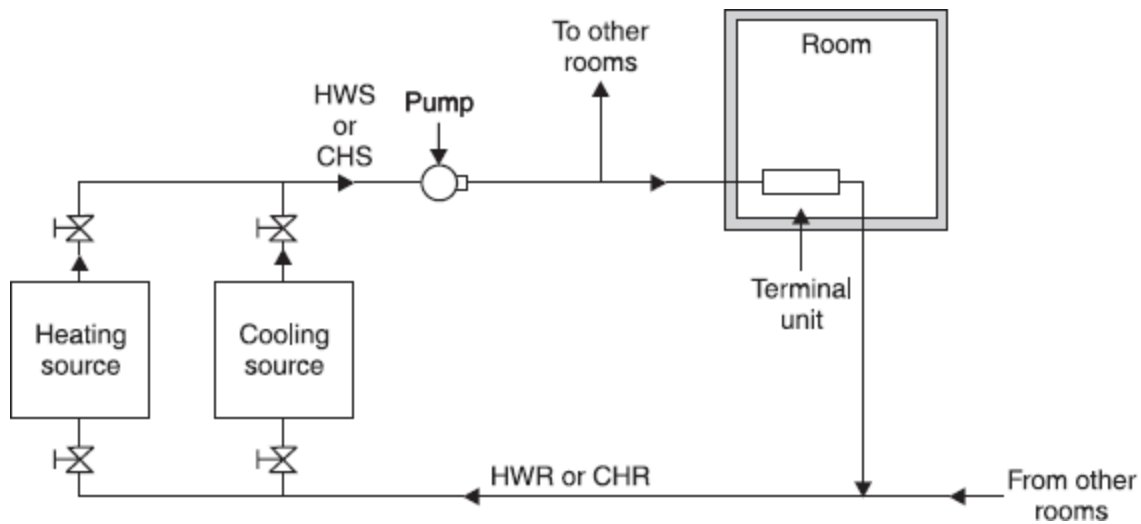 To other
rooms
Room
HWS
or
CHS
Pump
Terminal
unit
Heating
source
Cooling
source
HWR or CHR
From other
rooms